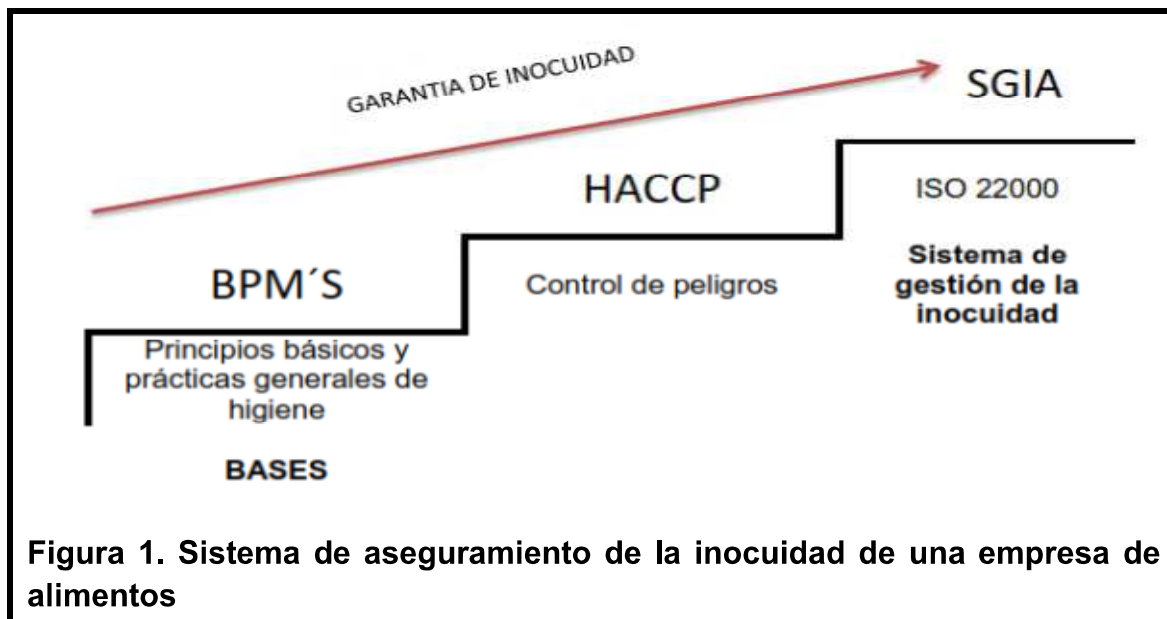 GARANTIA DE INOCUIDAD
SGIA
HACCP
ISO 22000
BPM´S
Control de peligros
Sistema de
gestión de la
inocuidad
Principios básicos y
prácticas generales de
higiene
BASES
Figura 1. Sistema de aseguramiento de la inocuidad de una empresa de
alimentos